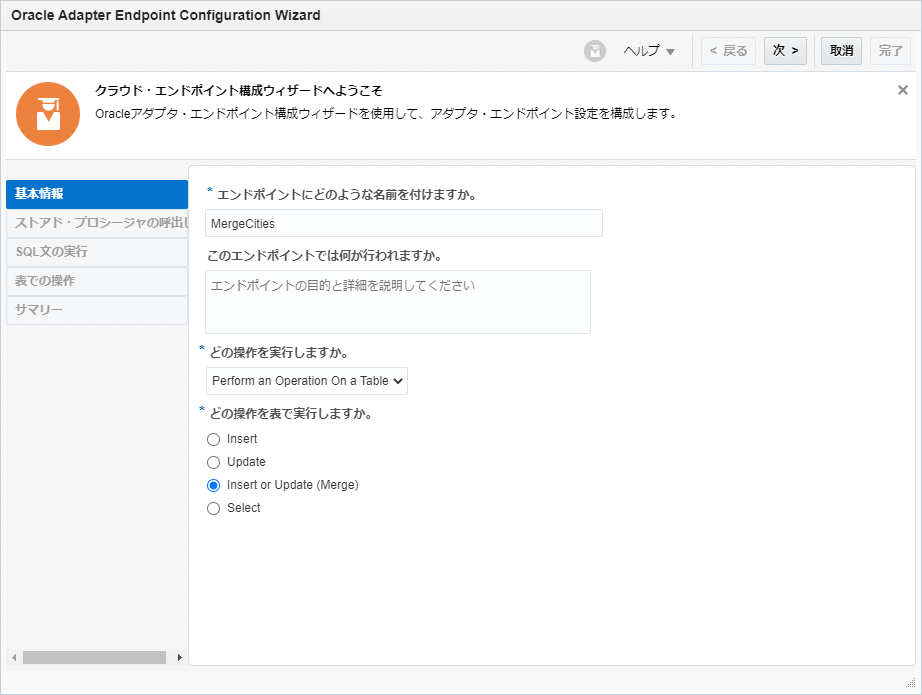 Oracle Adapter Endpoint Configuration Wizard
ヘルプ
< 戻る
次 >
取消
完了
クラウド・エンドポイント構成ウィザードへようこそ
Oracleアダプタ・エンドポイント構成ウィザードを使用して、アダプタ・エンドポイント設定を構成します。
基本情報
ストアド・プロシージャの呼出し
SQL文の実行
表での操作
サマリー
* エンドポイントにどのような名前を付けますか。
MergeCities
このエンドポイントでは何が行われますか。
エンドポイントの目的と詳細を説明してください
* どの操作を実行しますか。
Perform an Operation On a Table
* どの操作を表で実行しますか。
Insert
Update
Insert or Update (Merge)
Select